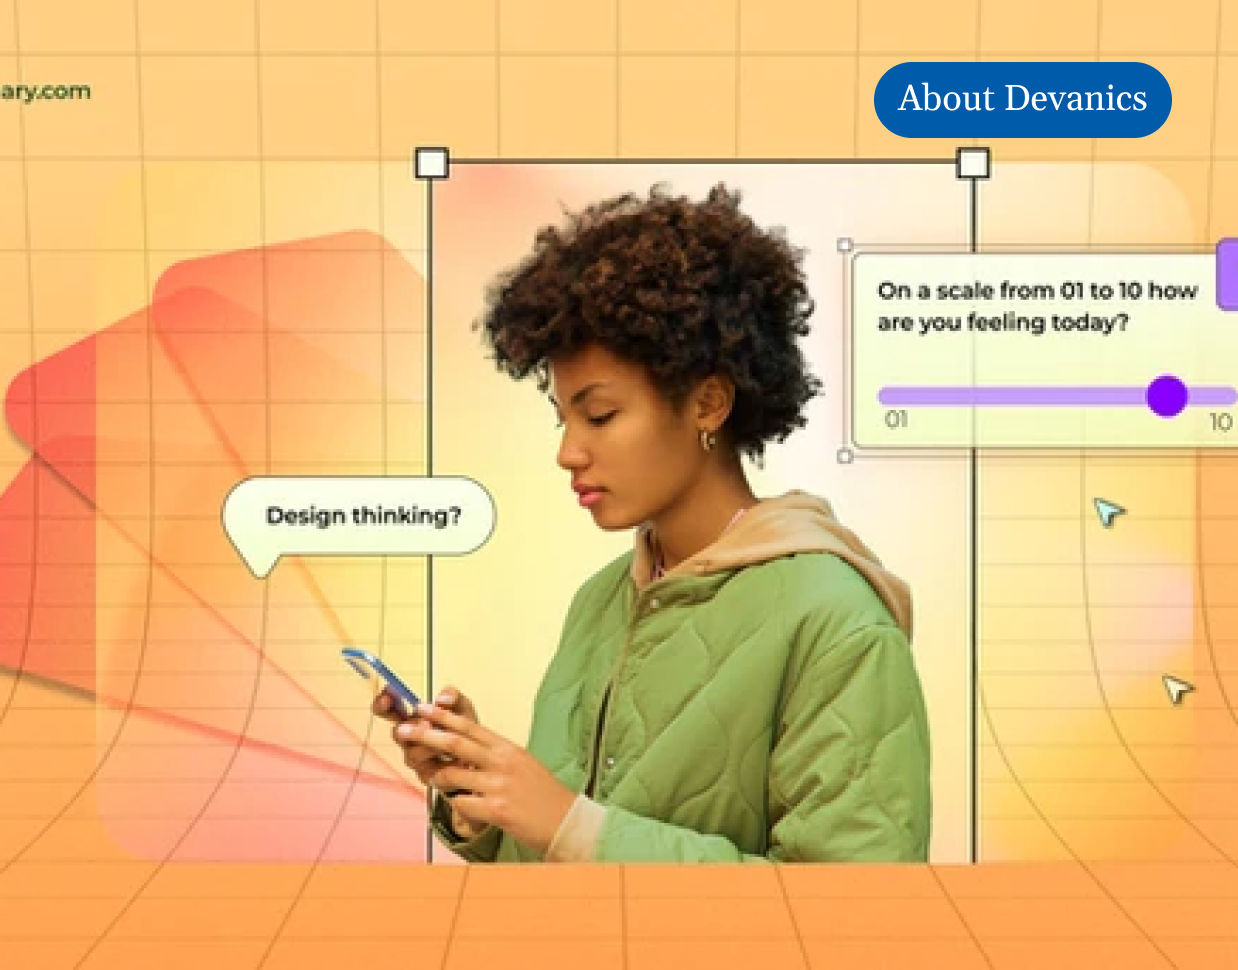 ary.com
About Devanics
On a scale from 01 to 10 how
are you feeling today?
01
10
Design thinking?